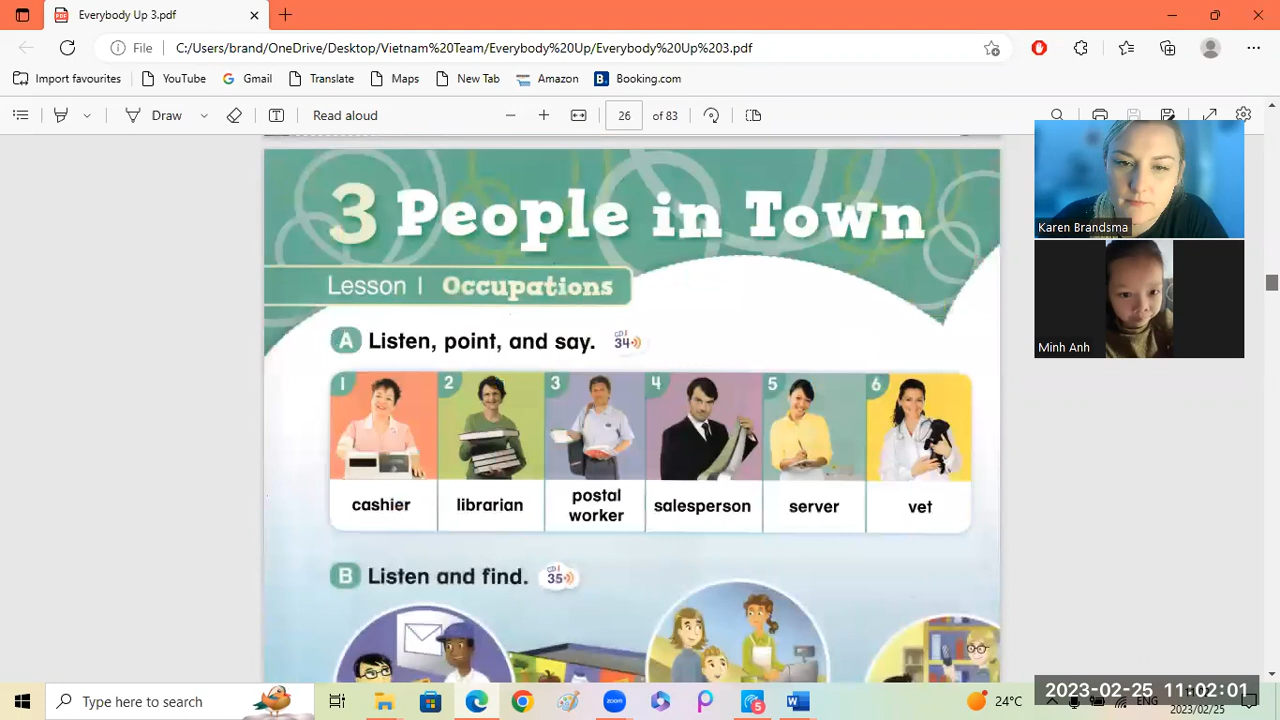 Everybody Up 3.pdf
File C:/Users/brand/OneDrive/Desktop/Vietnam%20Team/Everybody%20Up/Everybody%20Up%203.pdf
Import favourites YouTube Gmail Translate Maps New Tab Amazon Booking.com
Draw Read aloud 26 of 83
3 People in Town
Lesson 1 Occupations
A Listen, point, and say. CD1 34
1 2 3 4 5 6
cashier librarian postal worker salesperson server vet
B Listen and find. CD1 35
Karen Brandsma
Minh Anh
Type here to search
24°C
ENG
2023-02-25 11:02:01
2023/02/25